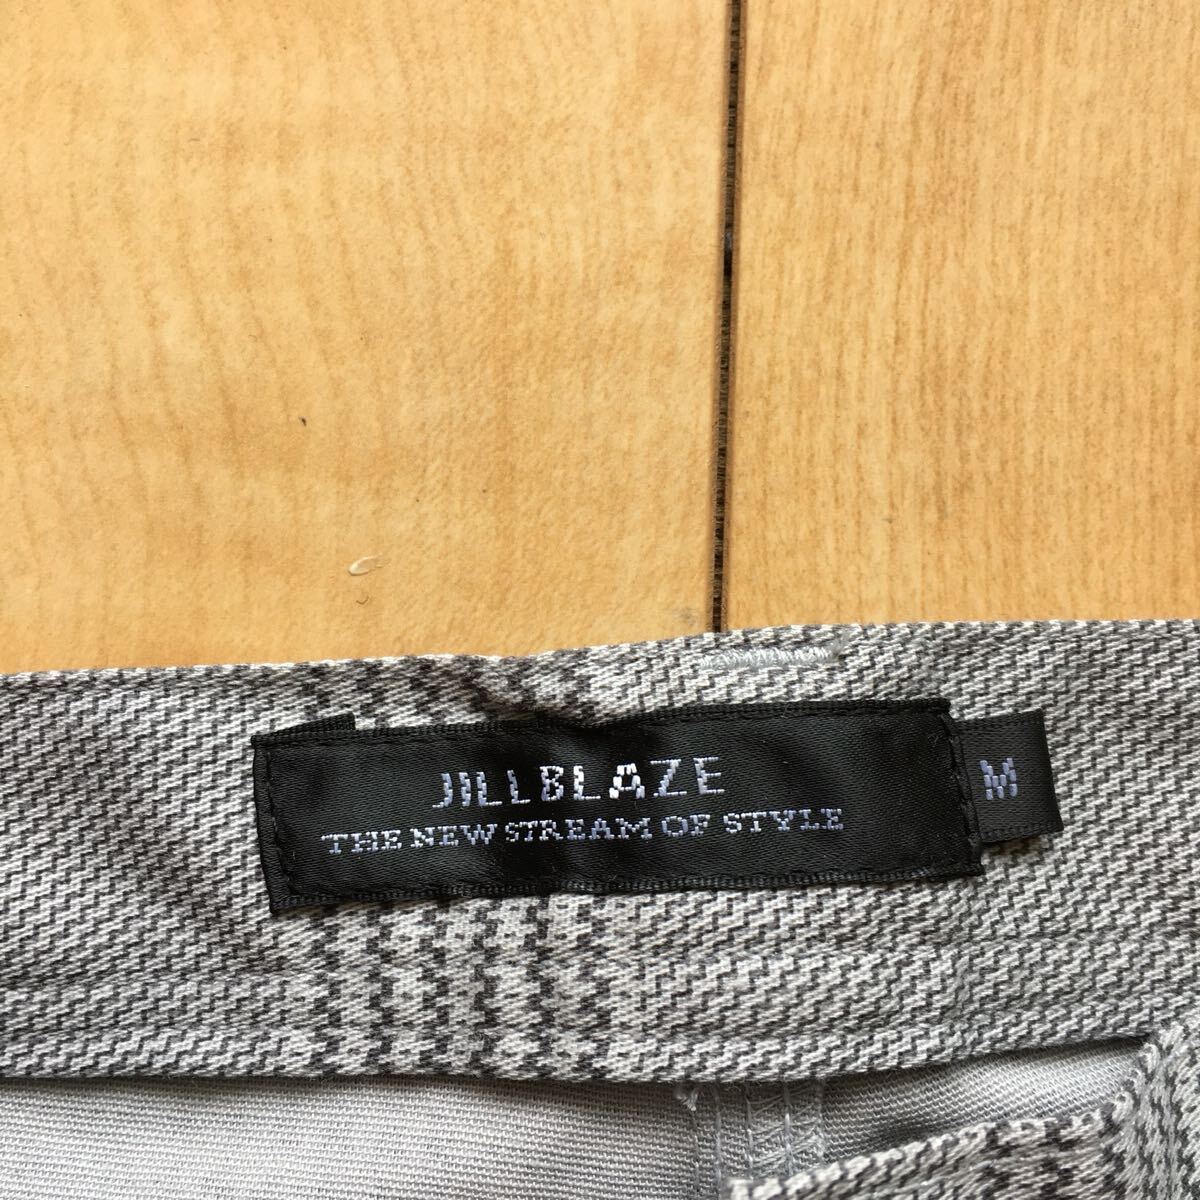 JILLBLAZE
THE NEW STREAM OF STYLE
M